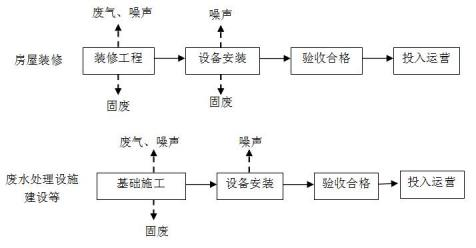 废气、噪声
噪声
房屋装修
装修工程
设备安装
验收合格
投入运营
固废
固废
废气、噪声
噪声
废水处理设施
建设等
基础施工
设备安装
验收合格
投入运营
固废